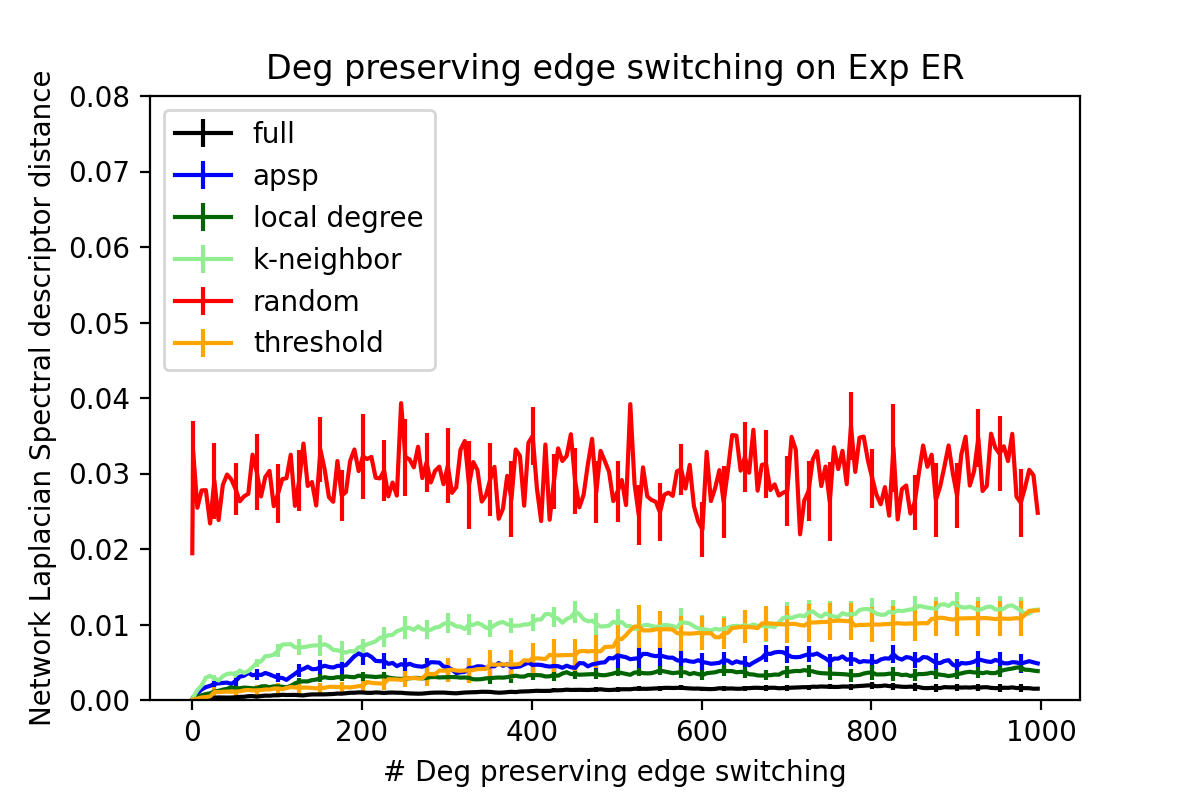 Deg preserving edge switching on Exp ER
Network Laplacian Spectral descriptor distance
0.08
0.07
0.06
0.05
0.04
0.03
0.02
0.01
0.00
full
apsp
local degree
k-neighbor
random
threshold
0 200 400 600 800 1000
# Deg preserving edge switching